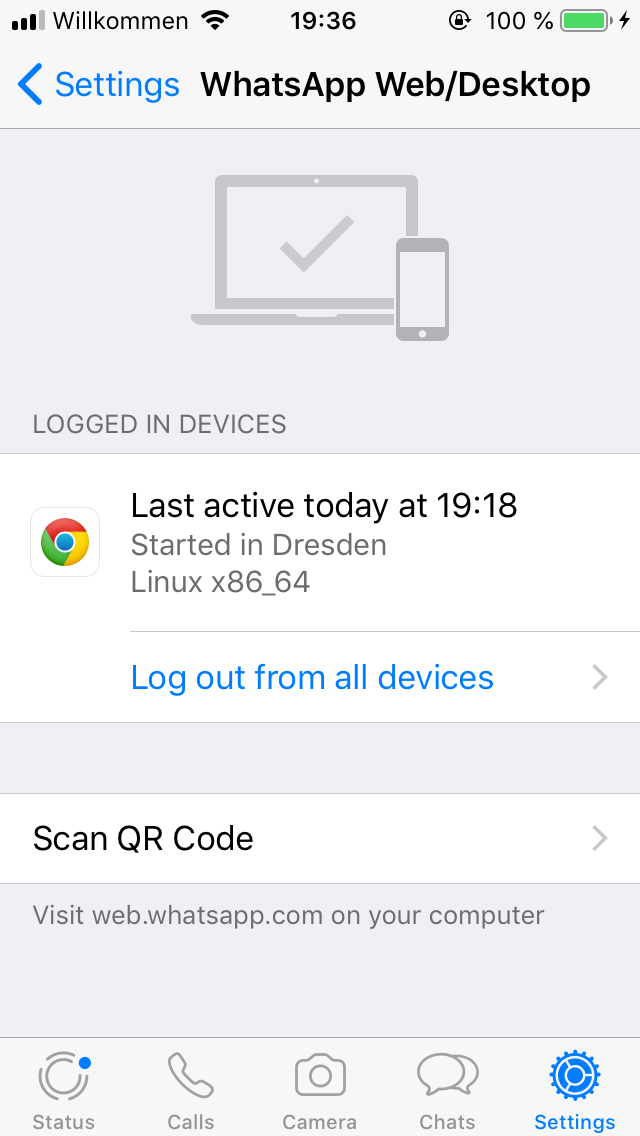 Willkommen 19:36 100 %
Settings WhatsApp Web/Desktop
LOGGED IN DEVICES
Last active today at 19:18
Started in Dresden
Linux x86_64
Log out from all devices
Scan QR Code
Visit web.whatsapp.com on your computer
Status Calls Camera Chats Settings